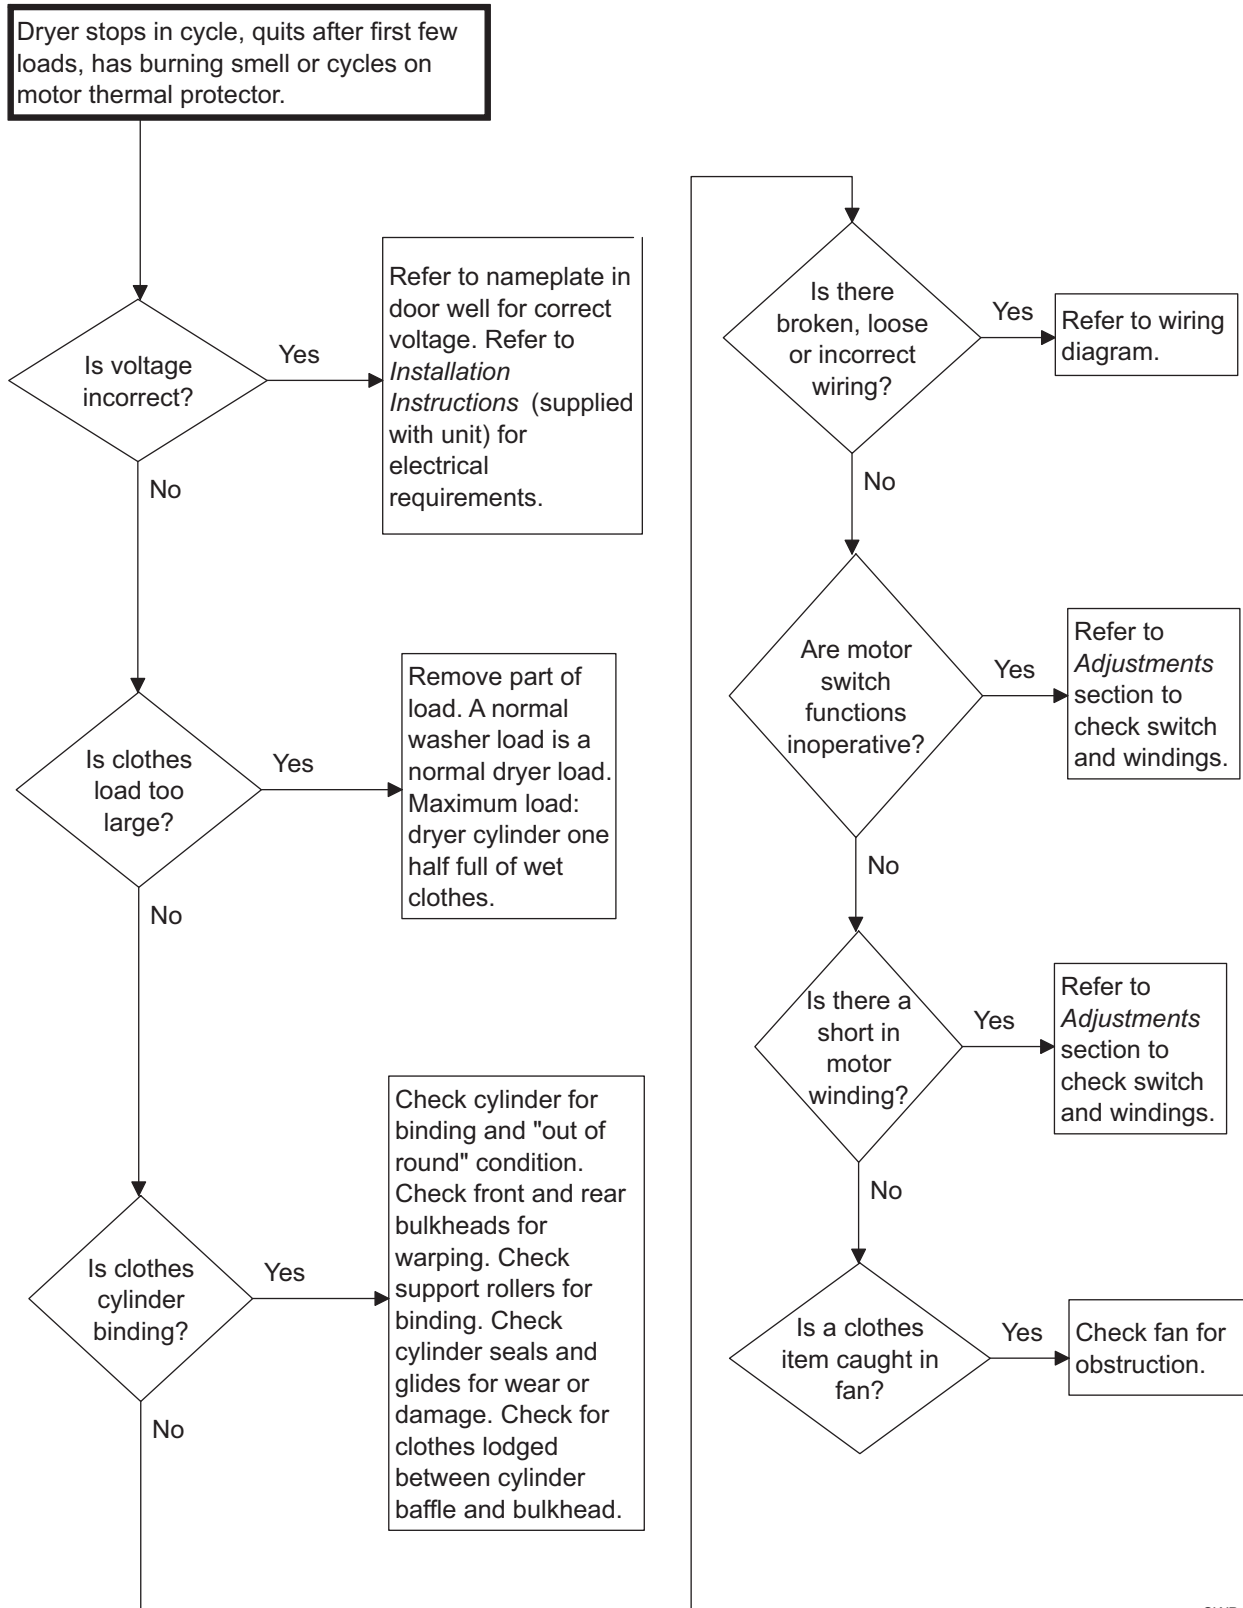 Dryer stops in cycle, quits after first few
loads, has burning smell or cycles on
motor thermal protector.
Is voltage
incorrect?
Yes
Refer to nameplate in
door well for correct
voltage. Refer to
Installation
Instructions (supplied
with unit) for
electrical
requirements.
No
Is clothes
load too
large?
Yes
Remove part of
load. A normal
washer load is a
normal dryer load.
Maximum load:
dryer cylinder one
half full of wet
clothes.
No
Is clothes
cylinder
binding?
Yes
Check cylinder for
binding and "out of
round" condition.
Check front and rear
bulkheads for
warping. Check
support rollers for
binding. Check
cylinder seals and
glides for wear or
damage. Check for
clothes lodged
between cylinder
baffle and bulkhead.
No
Is there
broken, loose
or incorrect
wiring?
Yes
Refer to wiring
diagram.
No
Are motor
switch
functions
inoperative?
Yes
Refer to
Adjustments
section to
check switch
and windings.
No
Is there a
short in
motor
winding?
Yes
Refer to
Adjustments
section to
check switch
and windings.
No
Is a clothes
item caught in
fan?
Yes
Check fan for
obstruction.